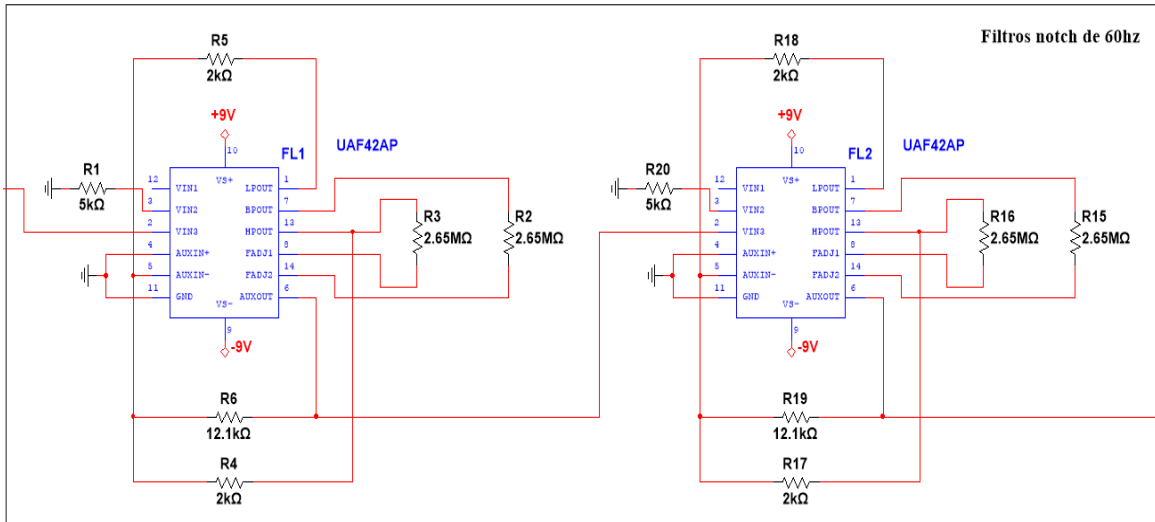 Filtros notch de 60hz
R5
2kΩ
+9V
10
FL1
UAF42AP
R1
5kΩ
12
3
2
4
5
11
VIN1
VIN2
VIN3
AUXIN+
AUXIN-
GND
VS+
VS-
LPOUT
BPOUT
HPOUT
FADJ1
FADJ2
AUXOUT
1
7
13
8
14
6
R3
2.65MΩ
R2
2.65MΩ
9
-9V
R6
12.1kΩ
R4
2kΩ
R18
2kΩ
+9V
10
FL2
UAF42AP
R20
5kΩ
12
3
2
4
5
11
VIN1
VIN2
VIN3
AUXIN+
AUXIN-
GND
VS+
VS-
LPOUT
BPOUT
HPOUT
FADJ1
FADJ2
AUXOUT
1
7
13
8
14
6
R16
2.65MΩ
R15
2.65MΩ
9
-9V
R19
12.1kΩ
R17
2kΩ